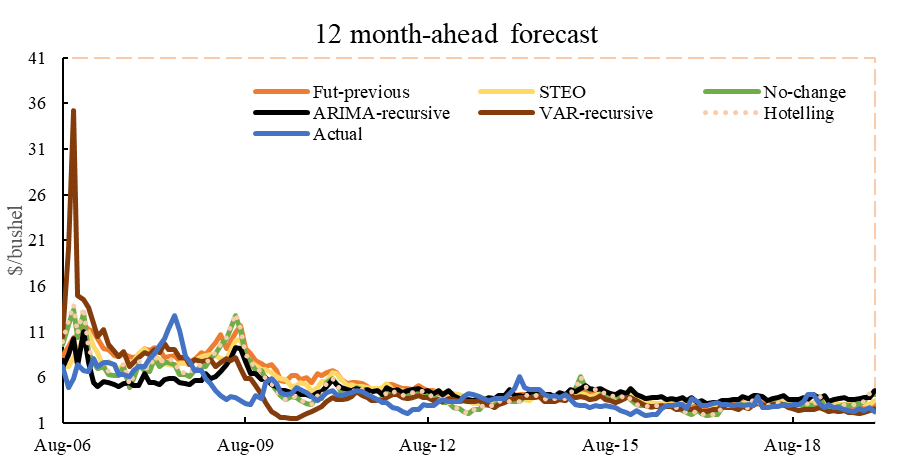 12 month-ahead forecast
41
36
31
26
21
16
11
6
1
$/bushel
Fut-previous STEO No-change
ARIMA-recursive VAR-recursive Hotelling
Actual
Aug-06 Aug-09 Aug-12 Aug-15 Aug-18